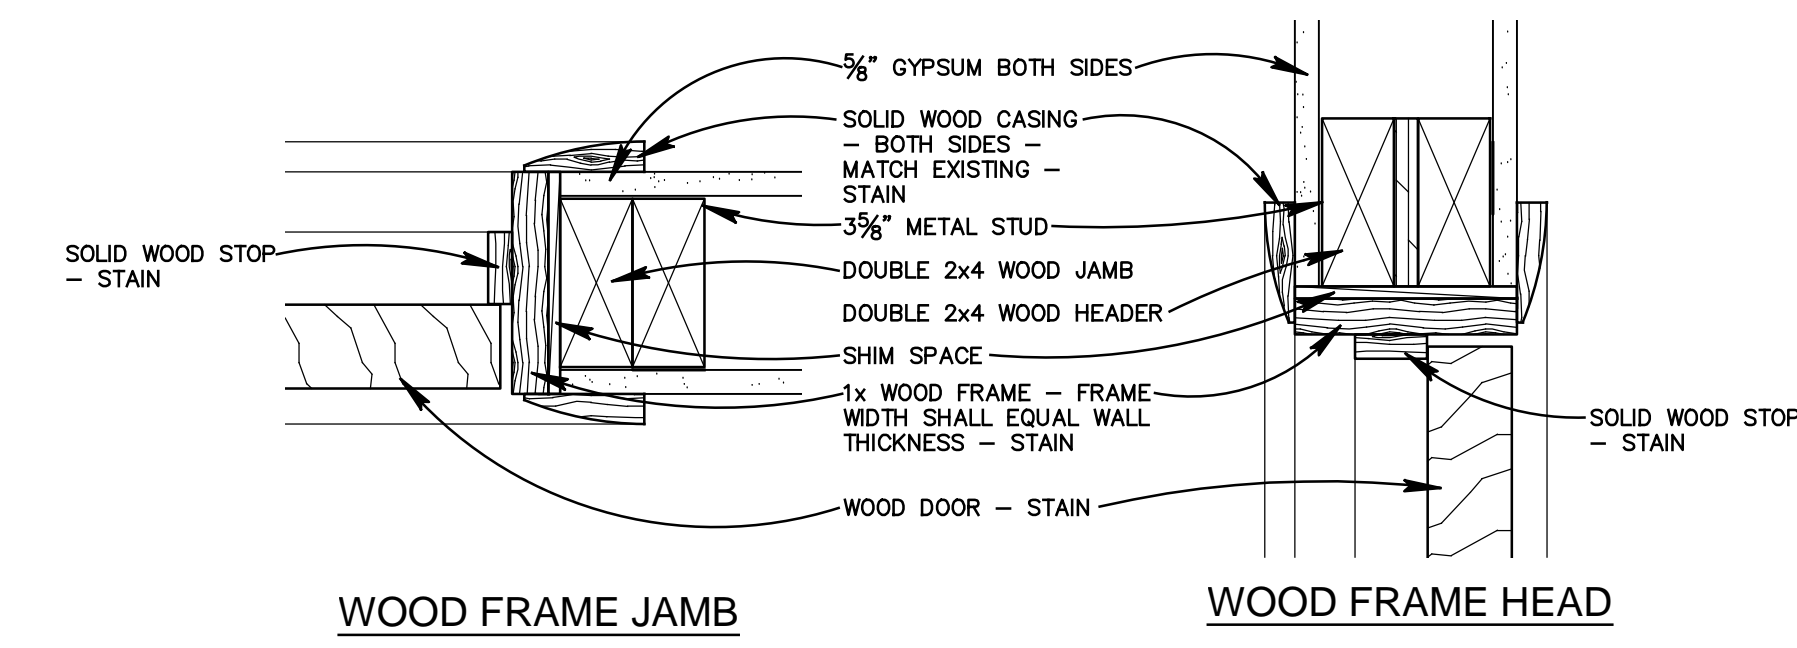 5/8" GYPSUM BOTH SIDES
SOLID WOOD CASING
– BOTH SIDES –
MATCH EXISTING –
STAIN
3 5/8" METAL STUD
SOLID WOOD STOP
– STAIN
DOUBLE 2x4 WOOD JAMB
DOUBLE 2x4 WOOD HEADER
SHIM SPACE
1x WOOD FRAME – FRAME
WIDTH SHALL EQUAL WALL
THICKNESS – STAIN
SOLID WOOD STOP
– STAIN
WOOD DOOR – STAIN
WOOD FRAME JAMB
WOOD FRAME HEAD